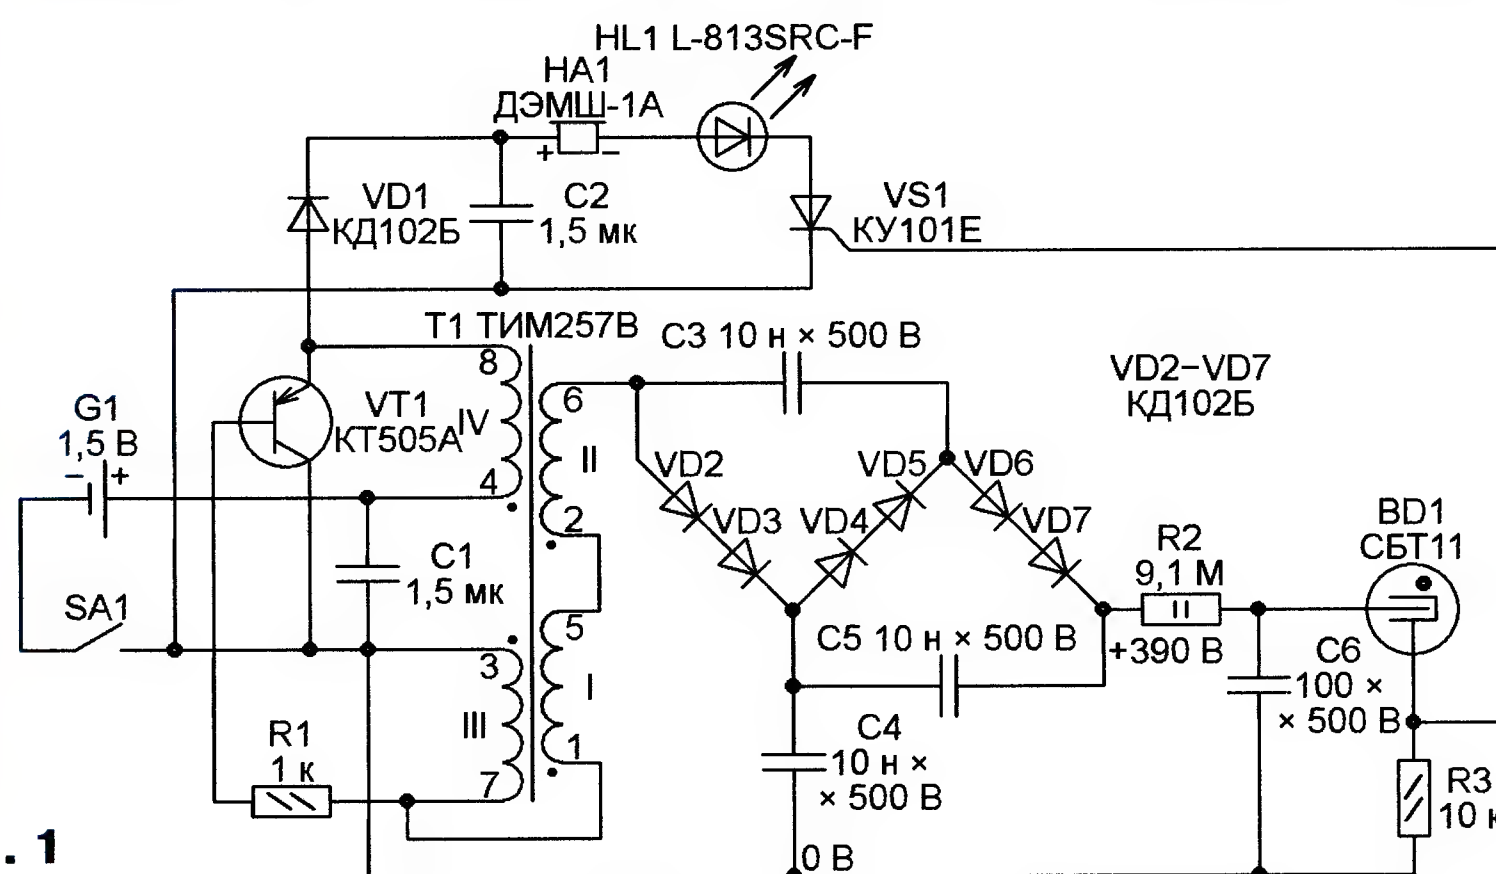 HL1 L-813SRC-F
HA1
ДЭМШ-1А
+ −
VD1
КД102Б
C2
1,5 мк
VS1
КУ101Е
T1 ТИМ257В
C3 10 н × 500 В
VD2−VD7
КД102Б
8
6
G1
1,5 В
− +
VT1
КТ505А
IV
II
4
2
VD2
VD5
VD6
VD3
VD4
VD7
R2
9,1 М
BD1
СБТ11
C1
1,5 мк
SA1
3
5
C5 10 н × 500 В
+390 В
C6
100 ×
× 500 В
III
I
7
1
R1
1 к
C4
10 н ×
× 500 В
R3
10 к
0 В
. 1